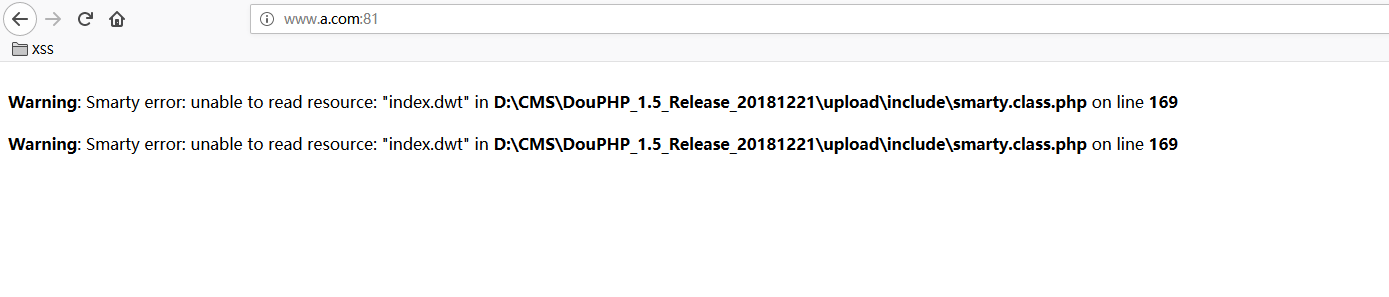 www.a.com:81
XSS
Warning: Smarty error: unable to read resource: "index.dwt" in D:\CMS\DouPHP_1.5_Release_20181221\upload\include\smarty.class.php on line 169
Warning: Smarty error: unable to read resource: "index.dwt" in D:\CMS\DouPHP_1.5_Release_20181221\upload\include\smarty.class.php on line 169